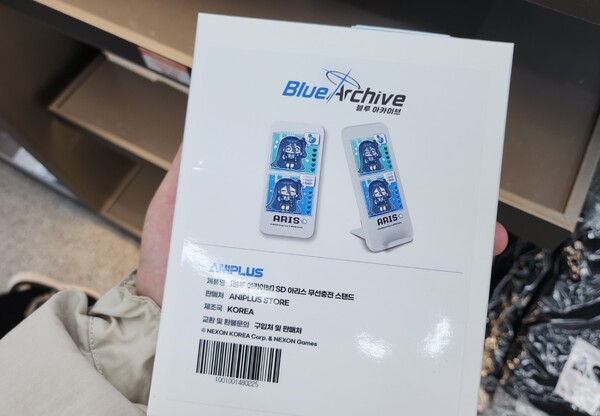 Blue Archive
블루 아카이브
ARIS
ARIS
ANIPLUS
제품명 [블루 아카이브] SD 아리스 무선충전 스탠드
판매처 ANIPLUS STORE
제조국 KOREA
교환 및 환불문의 구입처 및 판매처
© NEXON KOREA Corp. & NEXON Games
1001001480225